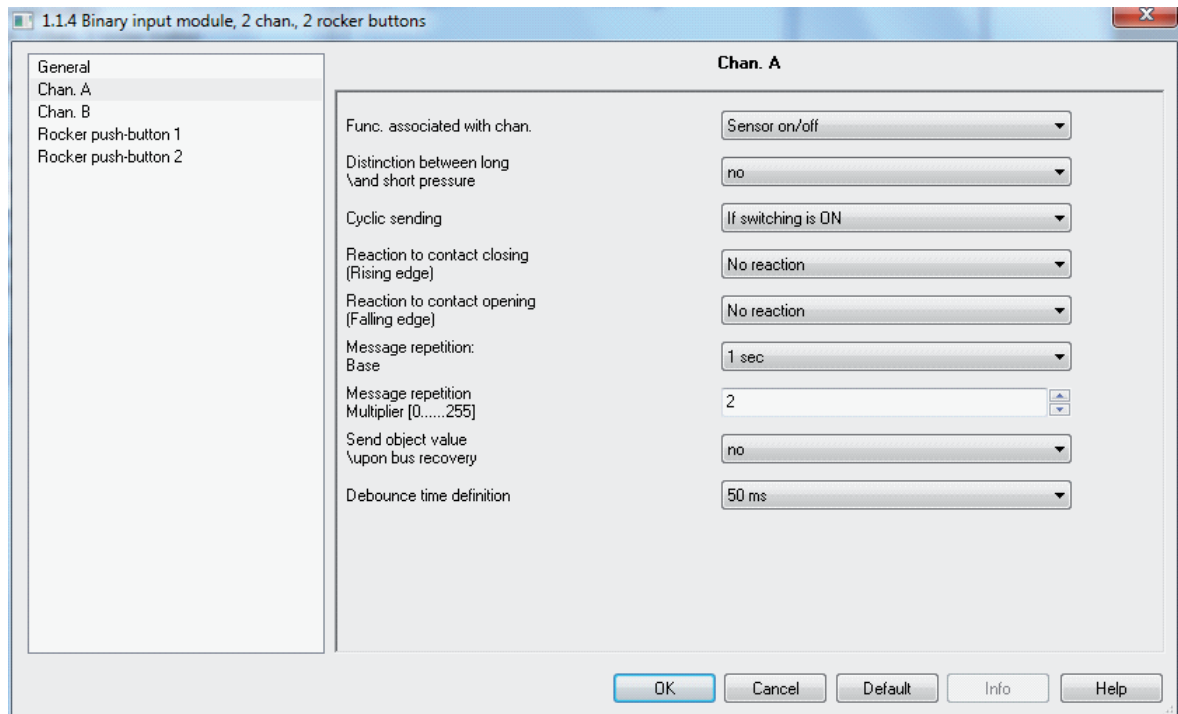 1.1.4 Binary input module, 2 chan., 2 rocker buttons
General
Chan. A
Chan. B
Rocker push-button 1
Rocker push-button 2
Chan. A
Func. associated with chan.
Sensor on/off
Distinction between long
\and short pressure
no
Cyclic sending
If switching is ON
Reaction to contact closing
(Rising edge)
No reaction
Reaction to contact opening
(Falling edge)
No reaction
Message repetition:
Base
1 sec
Message repetition
Multiplier [0......255]
2
Send object value
\upon bus recovery
no
Debounce time definition
50 ms
OK
Cancel
Default
Info
Help